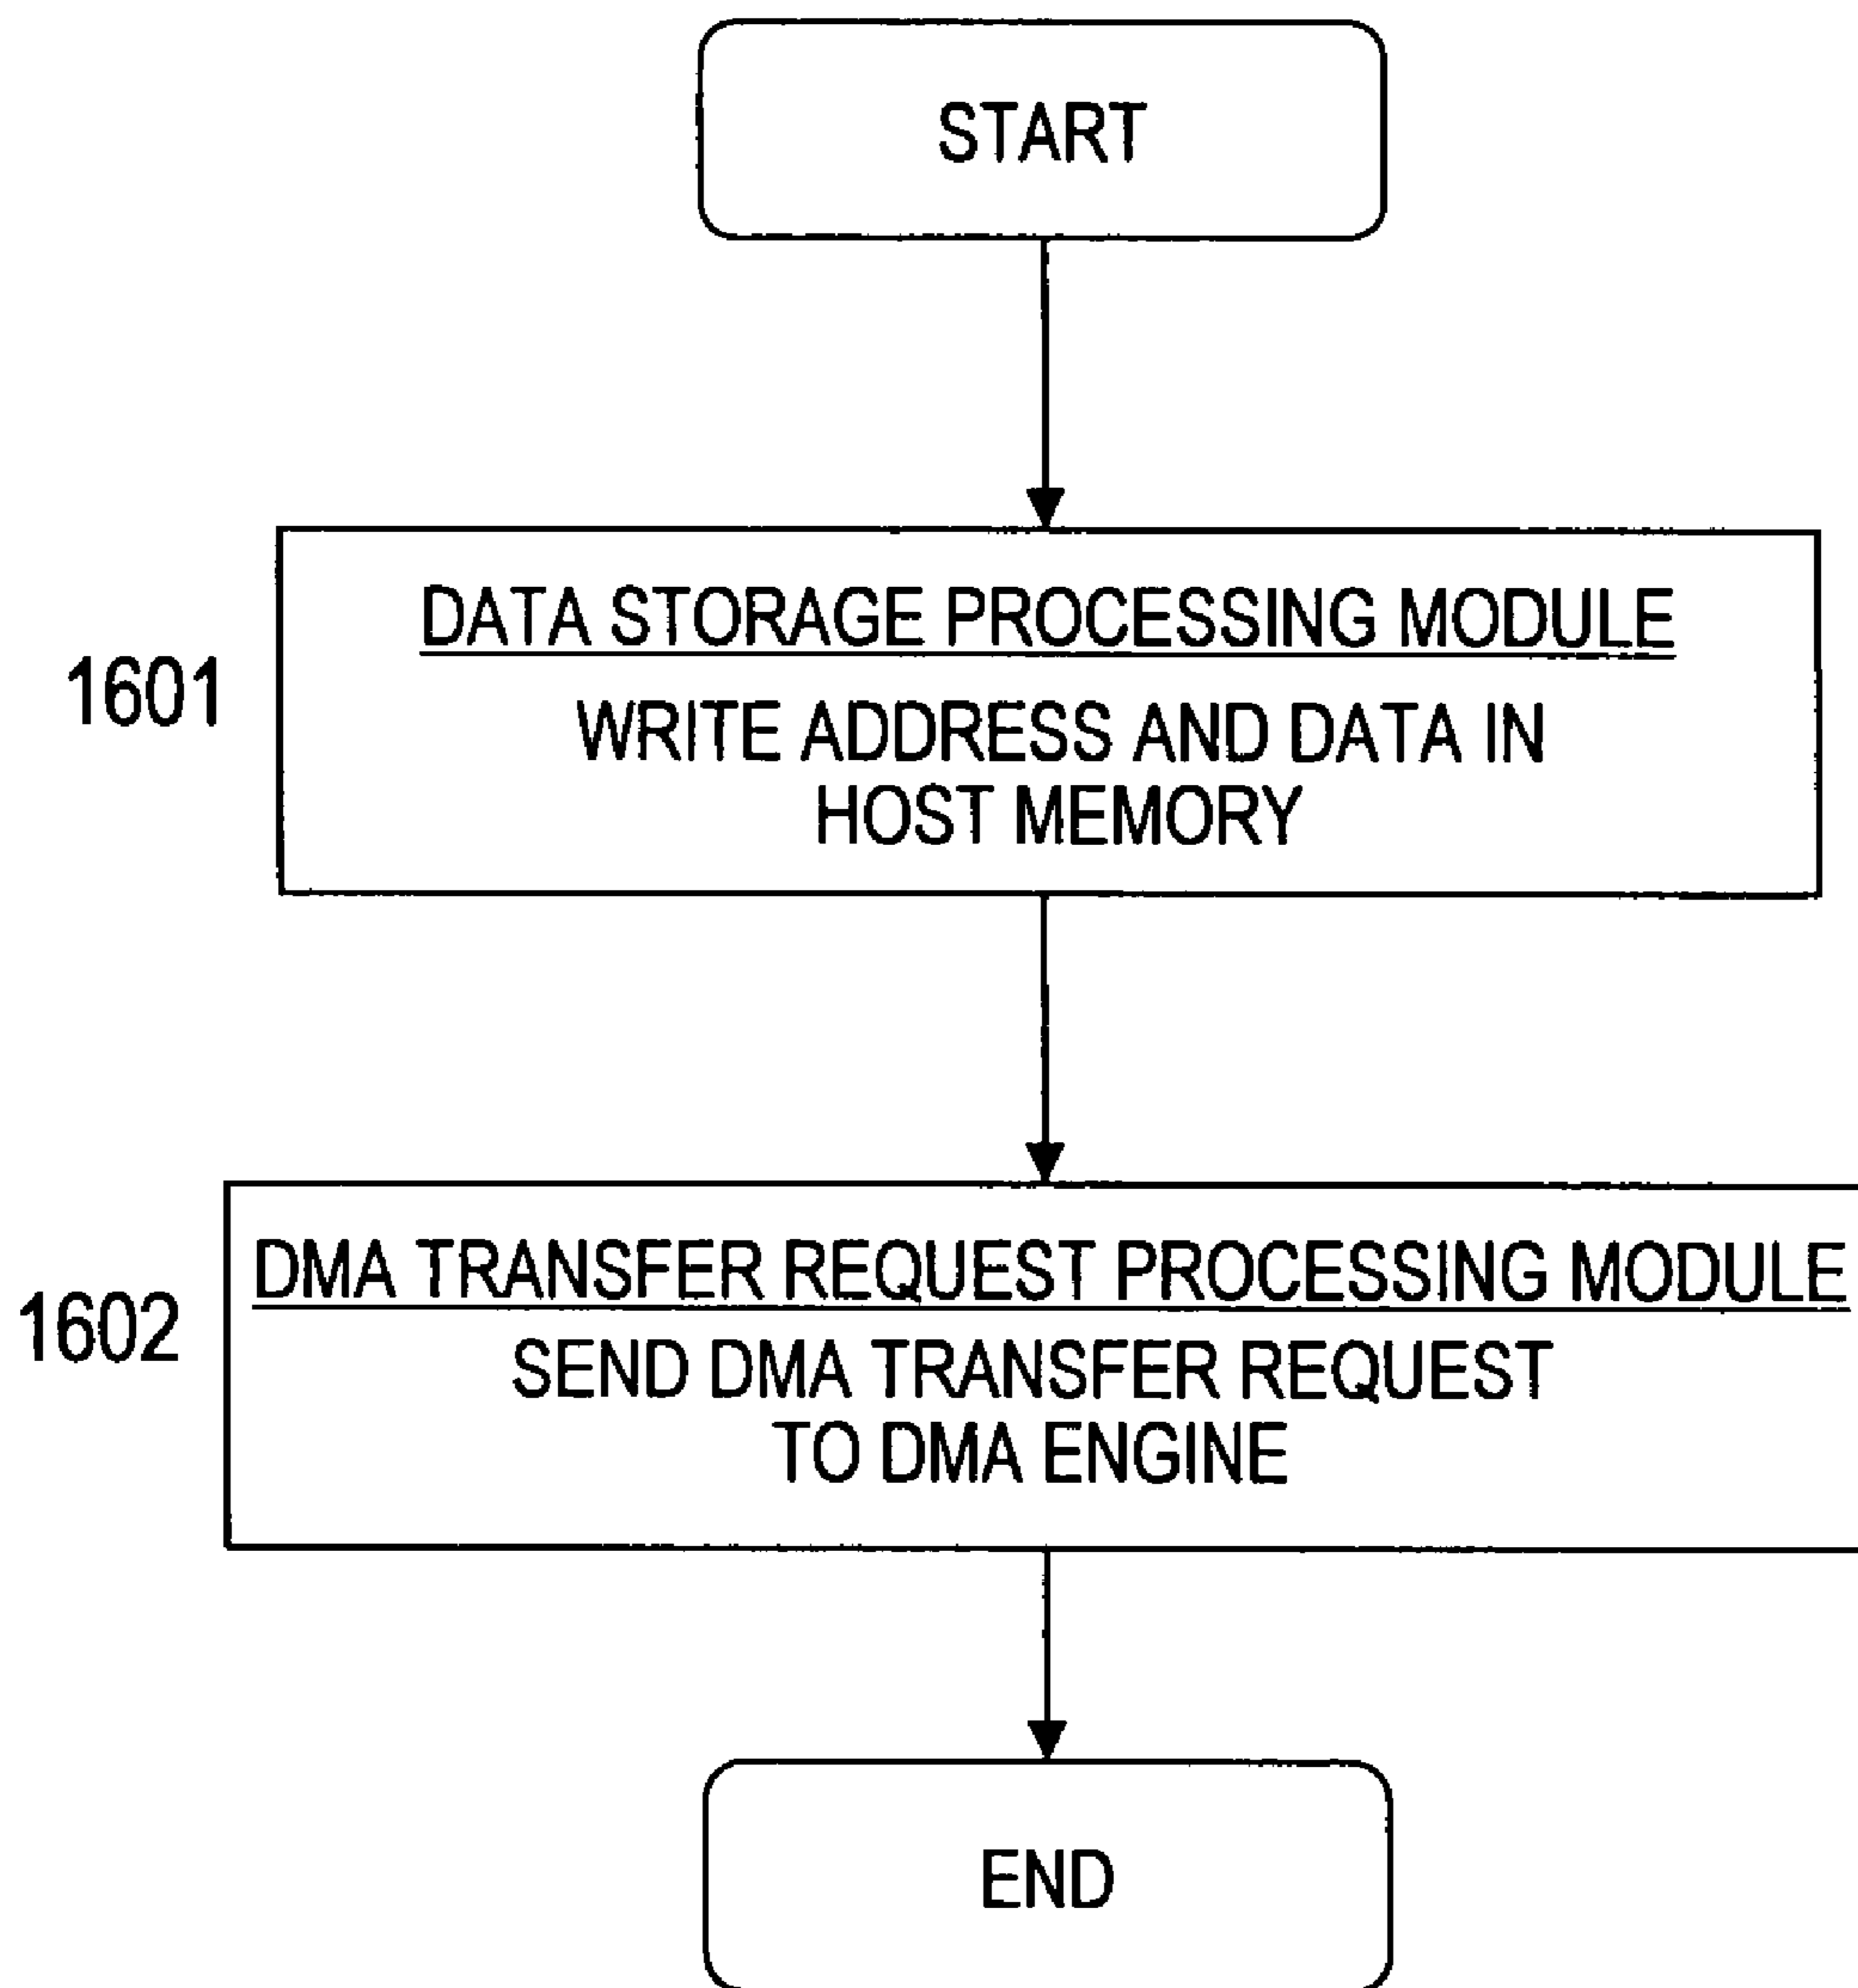 START
1601
DATA STORAGE PROCESSING MODULE
WRITE ADDRESS AND DATA IN
HOST MEMORY
1602
DMA TRANSFER REQUEST PROCESSING MODULE
SEND DMA TRANSFER REQUEST
TO DMA ENGINE
END